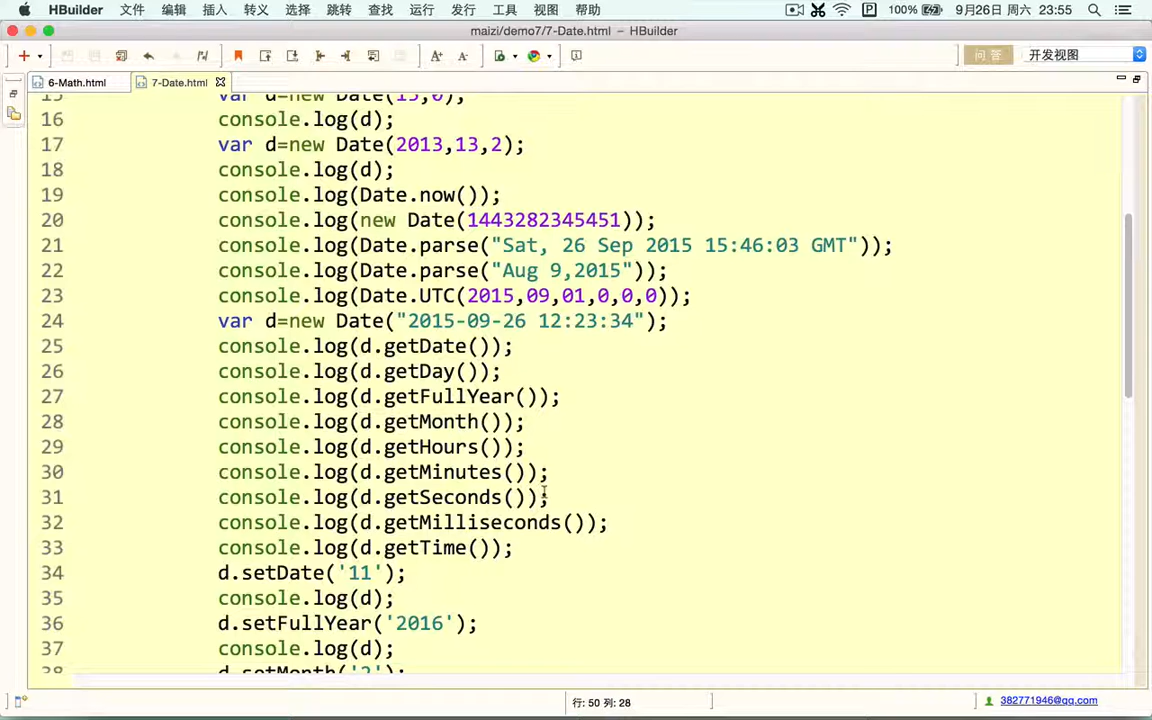 HBuilder 文件 编辑 插入 转义 选择 跳转 查找 运行 发行 工具 视图 帮助 100% 9月26日 周六 23:55
maizi/demo7/7-Date.html — HBuilder
问答 开发视图
6-Math.html 7-Date.html
15 var d=new Date(15,0);
16 console.log(d);
17 var d=new Date(2013,13,2);
18 console.log(d);
19 console.log(Date.now());
20 console.log(new Date(1443282345451));
21 console.log(Date.parse("Sat, 26 Sep 2015 15:46:03 GMT"));
22 console.log(Date.parse("Aug 9,2015"));
23 console.log(Date.UTC(2015,09,01,0,0,0));
24 var d=new Date("2015-09-26 12:23:34");
25 console.log(d.getDate());
26 console.log(d.getDay());
27 console.log(d.getFullYear());
28 console.log(d.getMonth());
29 console.log(d.getHours());
30 console.log(d.getMinutes());
31 console.log(d.getSeconds());
32 console.log(d.getMilliseconds());
33 console.log(d.getTime());
34 d.setDate('11');
35 console.log(d);
36 d.setFullYear('2016');
37 console.log(d);
38 d.setMonth('2');
行: 50 列: 28 382771946@qq.com